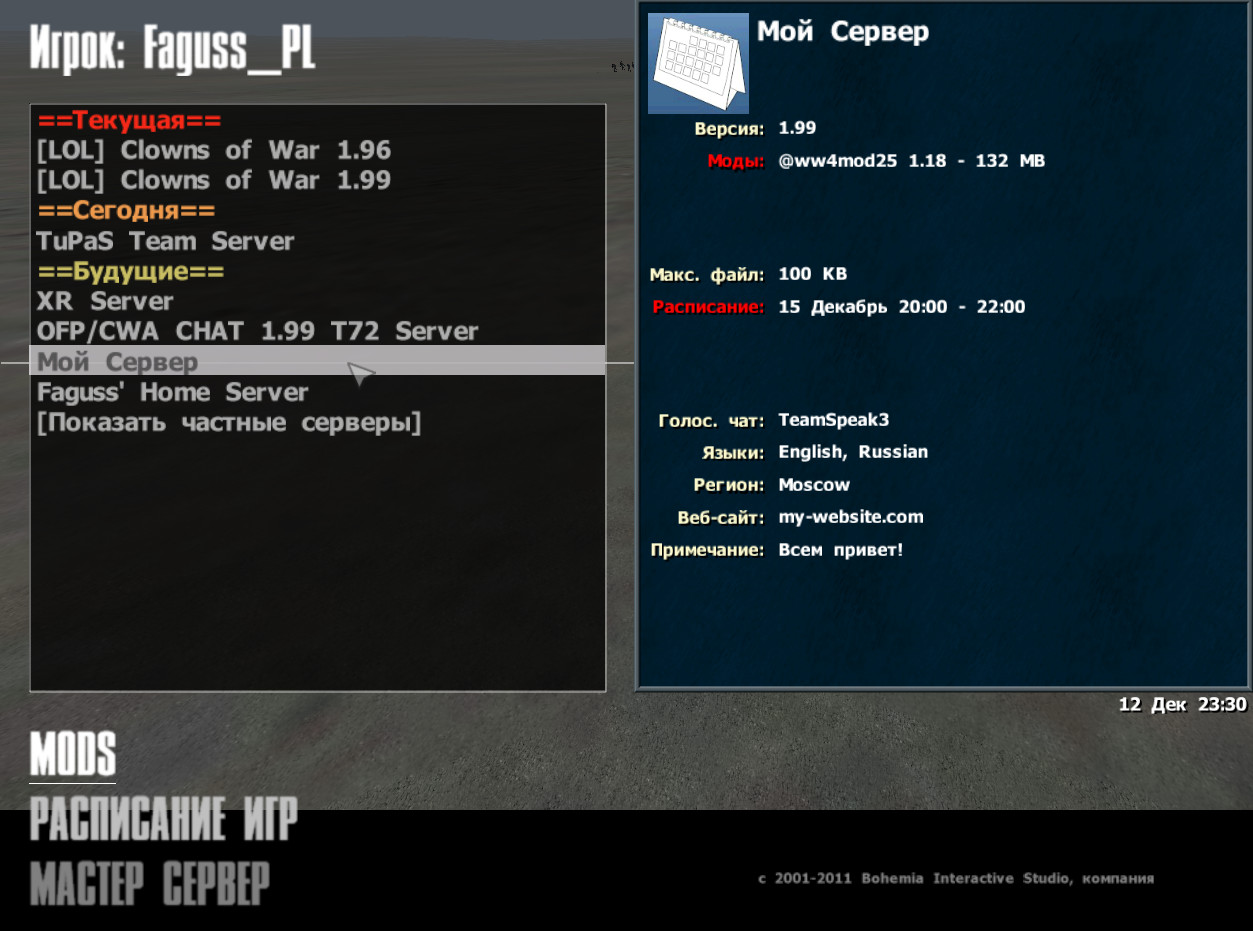 Игрок: Faguss_PL
==Текущая==
[LOL] Clowns of War 1.96
[LOL] Clowns of War 1.99
==Сегодня==
TuPaS Team Server
==Будущие==
XR Server
OFP/CWA CHAT 1.99 T72 Server
Мой Сервер
Faguss' Home Server
[Показать частные серверы]
Мой Сервер
Версия: 1.99
Моды: @ww4mod25 1.18 - 132 MB
Макс. файл: 100 KB
Расписание: 15 Декабрь 20:00 - 22:00
Голос. чат: TeamSpeak3
Языки: English, Russian
Регион: Moscow
Веб-сайт: my-website.com
Примечание: Всем привет!
12 Дек 23:30
MODS
РАСПИСАНИЕ ИГР
МАСТЕР СЕРВЕР
c 2001-2011 Bohemia Interactive Studio, компания